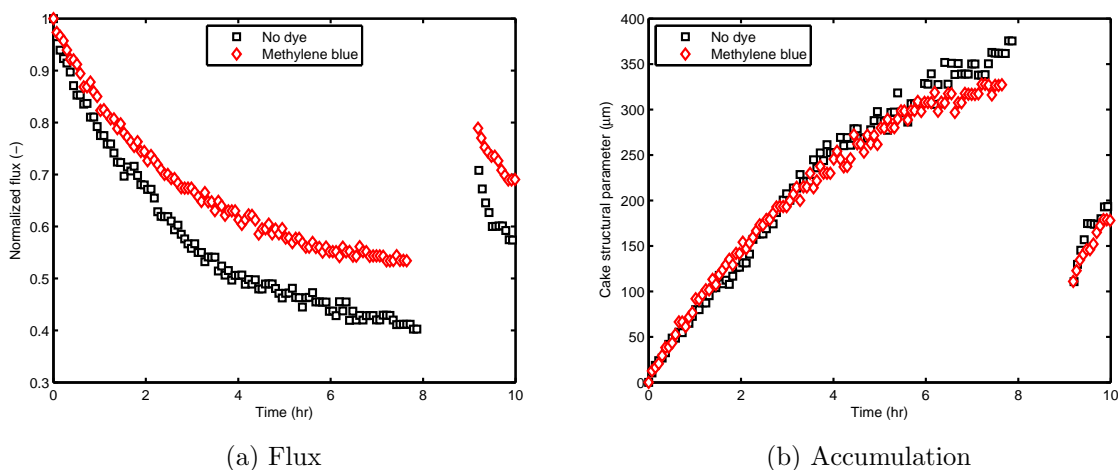 1
0.9
0.8
0.7
0.6
0.5
0.4
0.3
Normalized flux (−)
0 2 4 6 8 10
Time (hr)
No dye
Methylene blue
(a) Flux
400
350
300
250
200
150
100
50
0
Cake structural parameter (µm)
0 2 4 6 8 10
Time (hr)
No dye
Methylene blue
(b) Accumulation